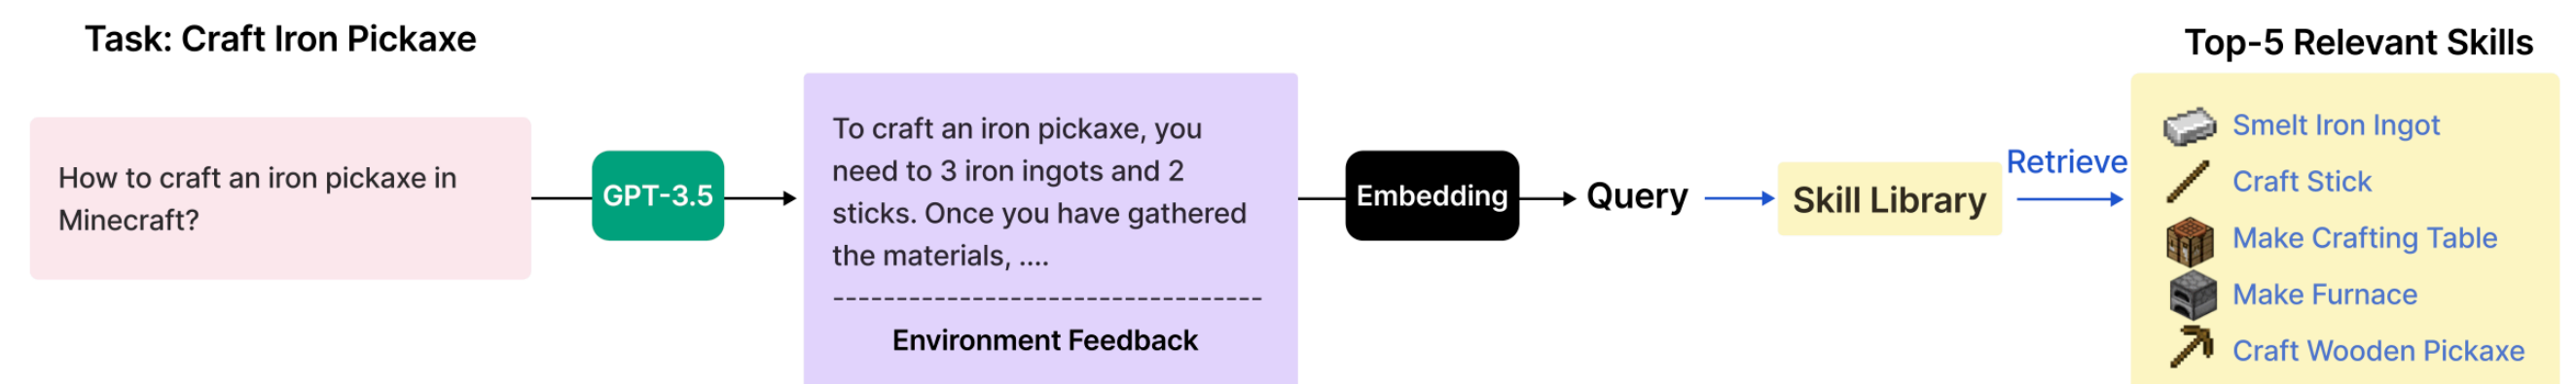 Task: Craft Iron Pickaxe
How to craft an iron pickaxe in
Minecraft?
GPT-3.5
To craft an iron pickaxe, you
need to 3 iron ingots and 2
sticks. Once you have gathered
the materials, ....
-----------------------------------
Environment Feedback
Embedding
Query
Skill Library
Retrieve
Top-5 Relevant Skills
Smelt Iron Ingot
Craft Stick
Make Crafting Table
Make Furnace
Craft Wooden Pickaxe